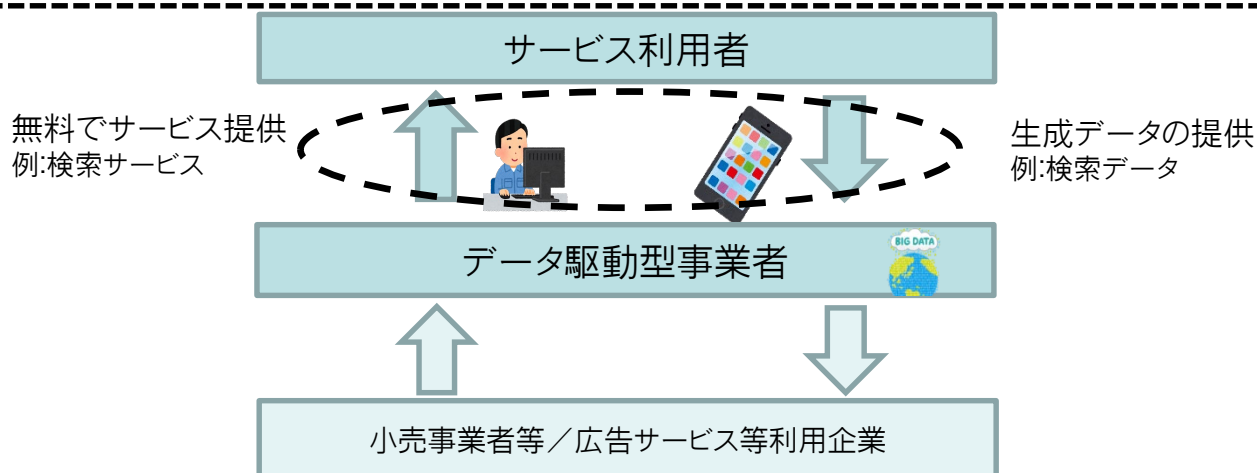 サービス利用者
無料でサービス提供
例:検索サービス
生成データの提供
例:検索データ
データ駆動型事業者
BIG DATA
小売事業者等／広告サービス等利用企業